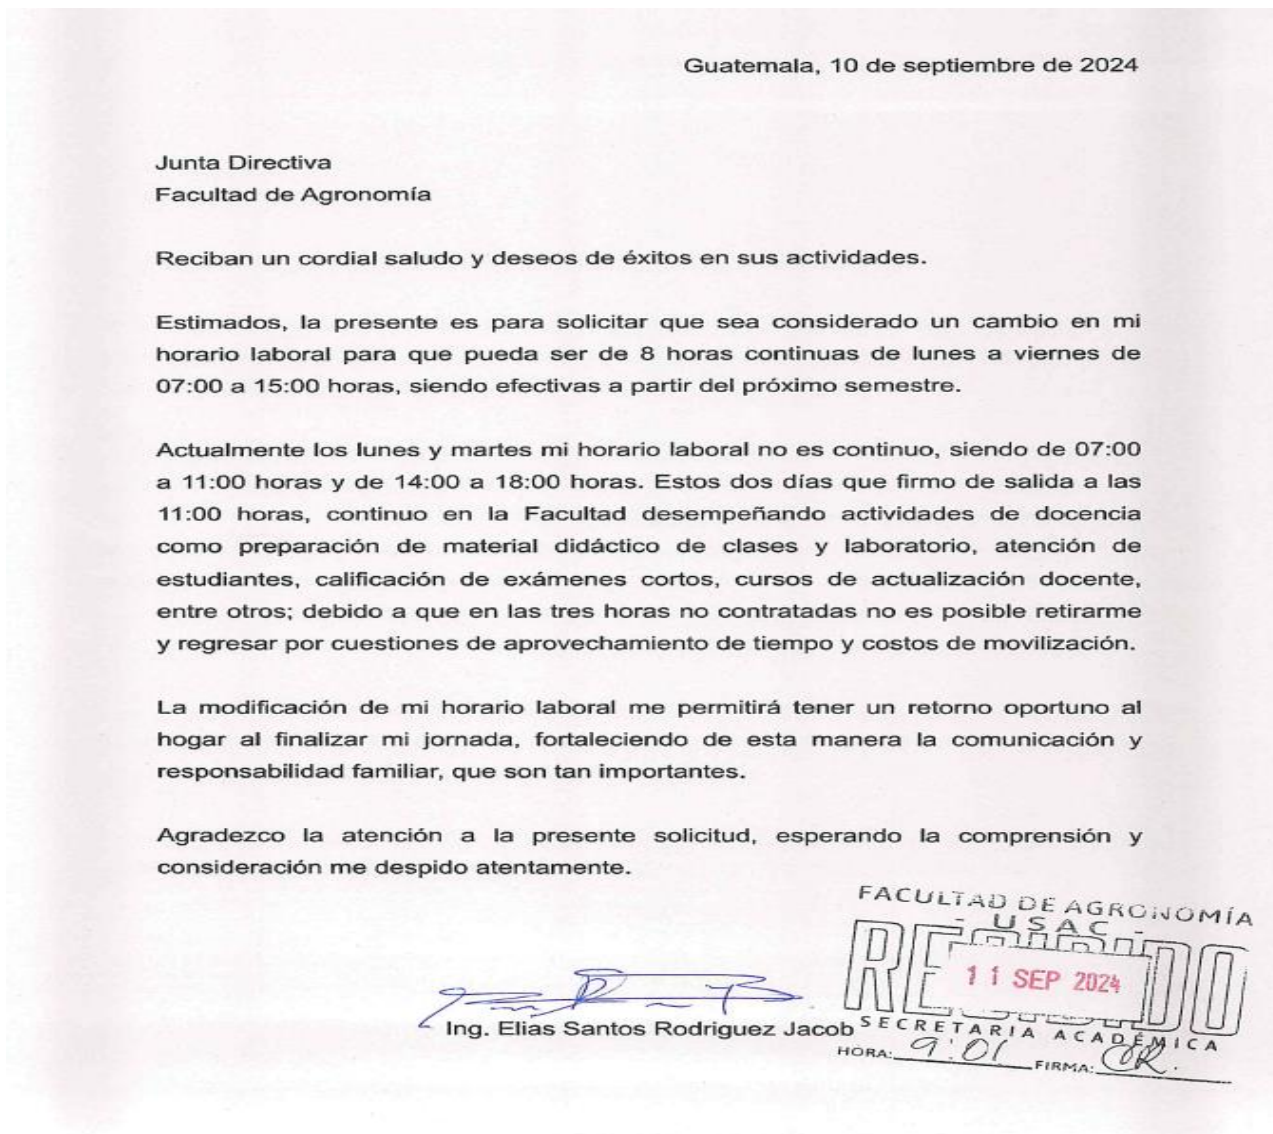 Guatemala, 10 de septiembre de 2024
Junta Directiva
Facultad de Agronomía
Reciban un cordial saludo y deseos de éxitos en sus actividades.
Estimados, la presente es para solicitar que sea considerado un cambio en mi
horario laboral para que pueda ser de 8 horas continuas de lunes a viernes de
07:00 a 15:00 horas, siendo efectivas a partir del próximo semestre.
Actualmente los lunes y martes mi horario laboral no es continuo, siendo de 07:00
a 11:00 horas y de 14:00 a 18:00 horas. Estos dos días que firmo de salida a las
11:00 horas, continuo en la Facultad desempeñando actividades de docencia
como preparación de material didáctico de clases y laboratorio, atención de
estudiantes, calificación de exámenes cortos, cursos de actualización docente,
entre otros; debido a que en las tres horas no contratadas no es posible retirarme
y regresar por cuestiones de aprovechamiento de tiempo y costos de movilización.
La modificación de mi horario laboral me permitirá tener un retorno oportuno al
hogar al finalizar mi jornada, fortaleciendo de esta manera la comunicación y
responsabilidad familiar, que son tan importantes.
Agradezco la atención a la presente solicitud, esperando la comprensión y
consideración me despido atentamente.
Ing. Elias Santos Rodriguez Jacob
FACULTAD DE AGRONOMÍA
- USAC -
RECIBIDO
11 SEP 2024
SECRETARIA ACADÉMICA
HORA: 9:01 FIRMA: